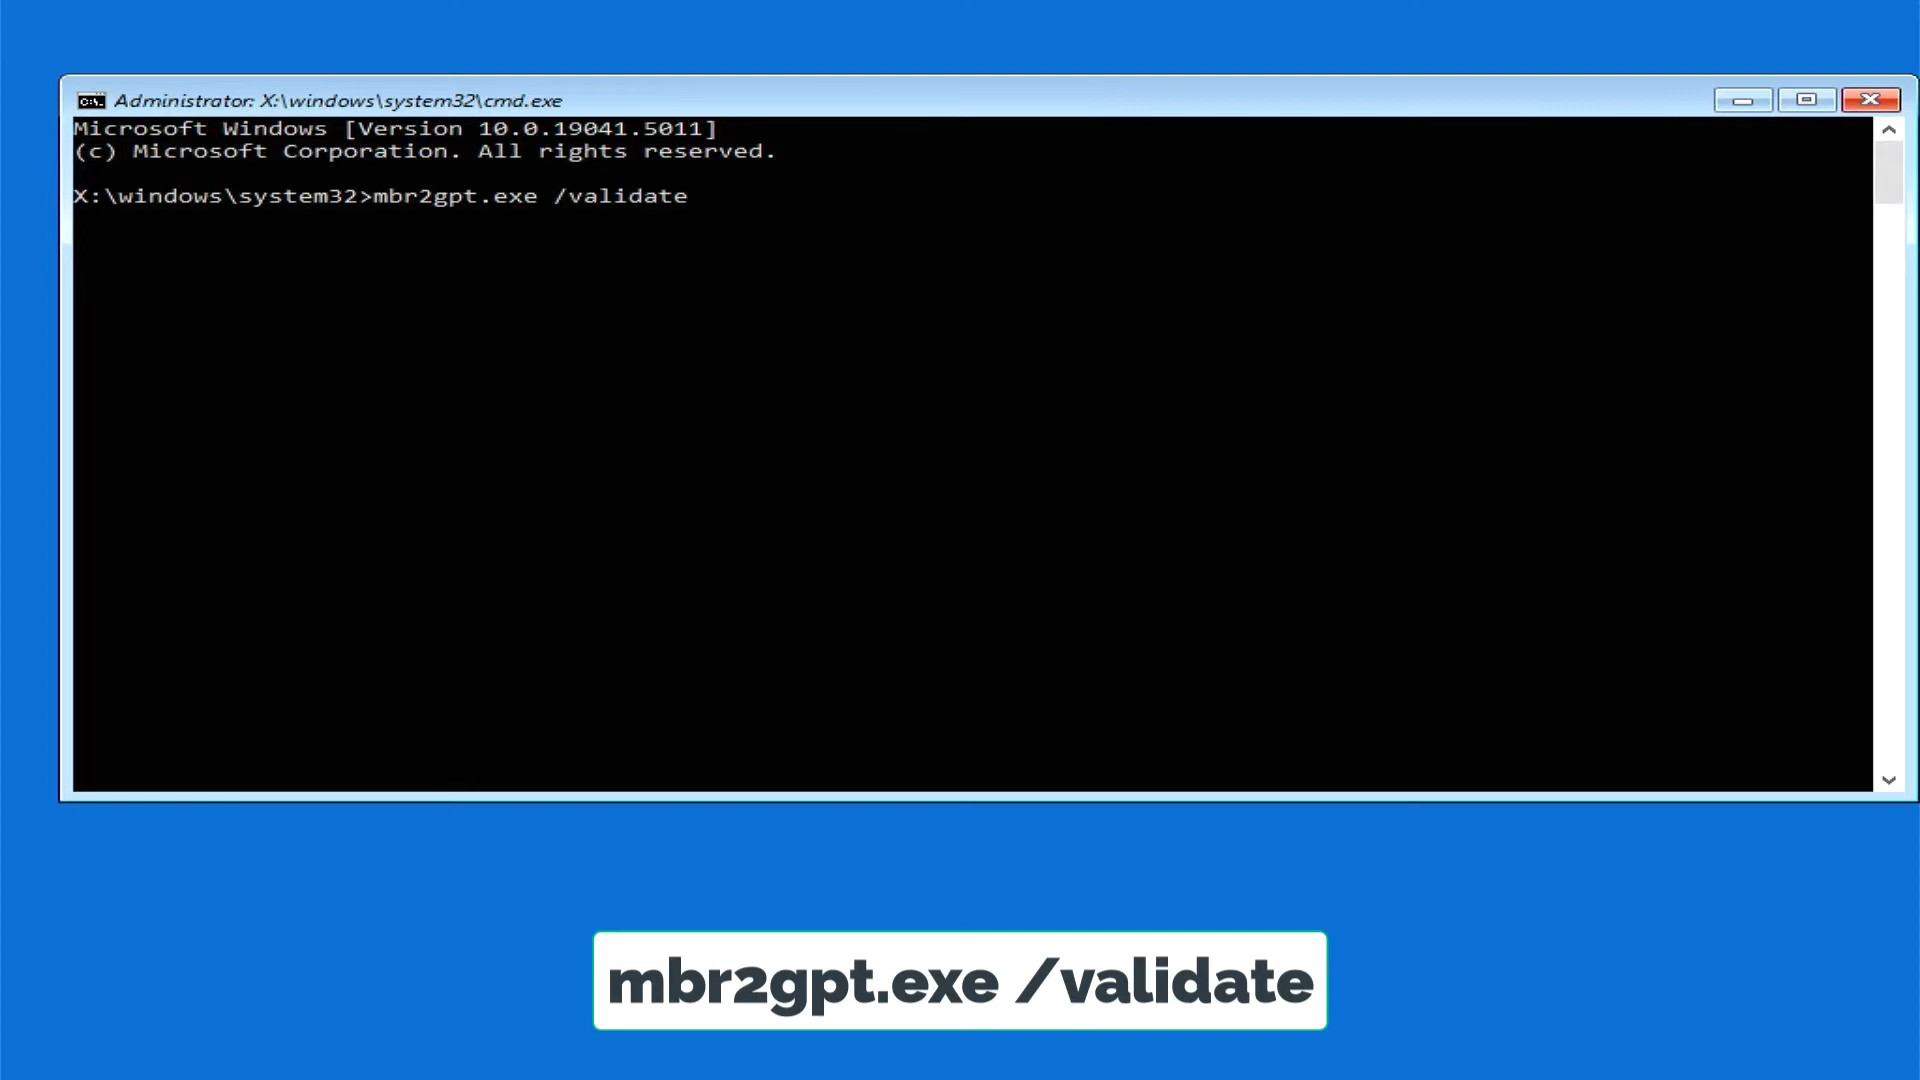 Administrator: X:\windows\system32\cmd.exe
Microsoft Windows [Version 10.0.19041.5011]
(c) Microsoft Corporation. All rights reserved.
X:\windows\system32>mbr2gpt.exe /validate
mbr2gpt.exe /validate